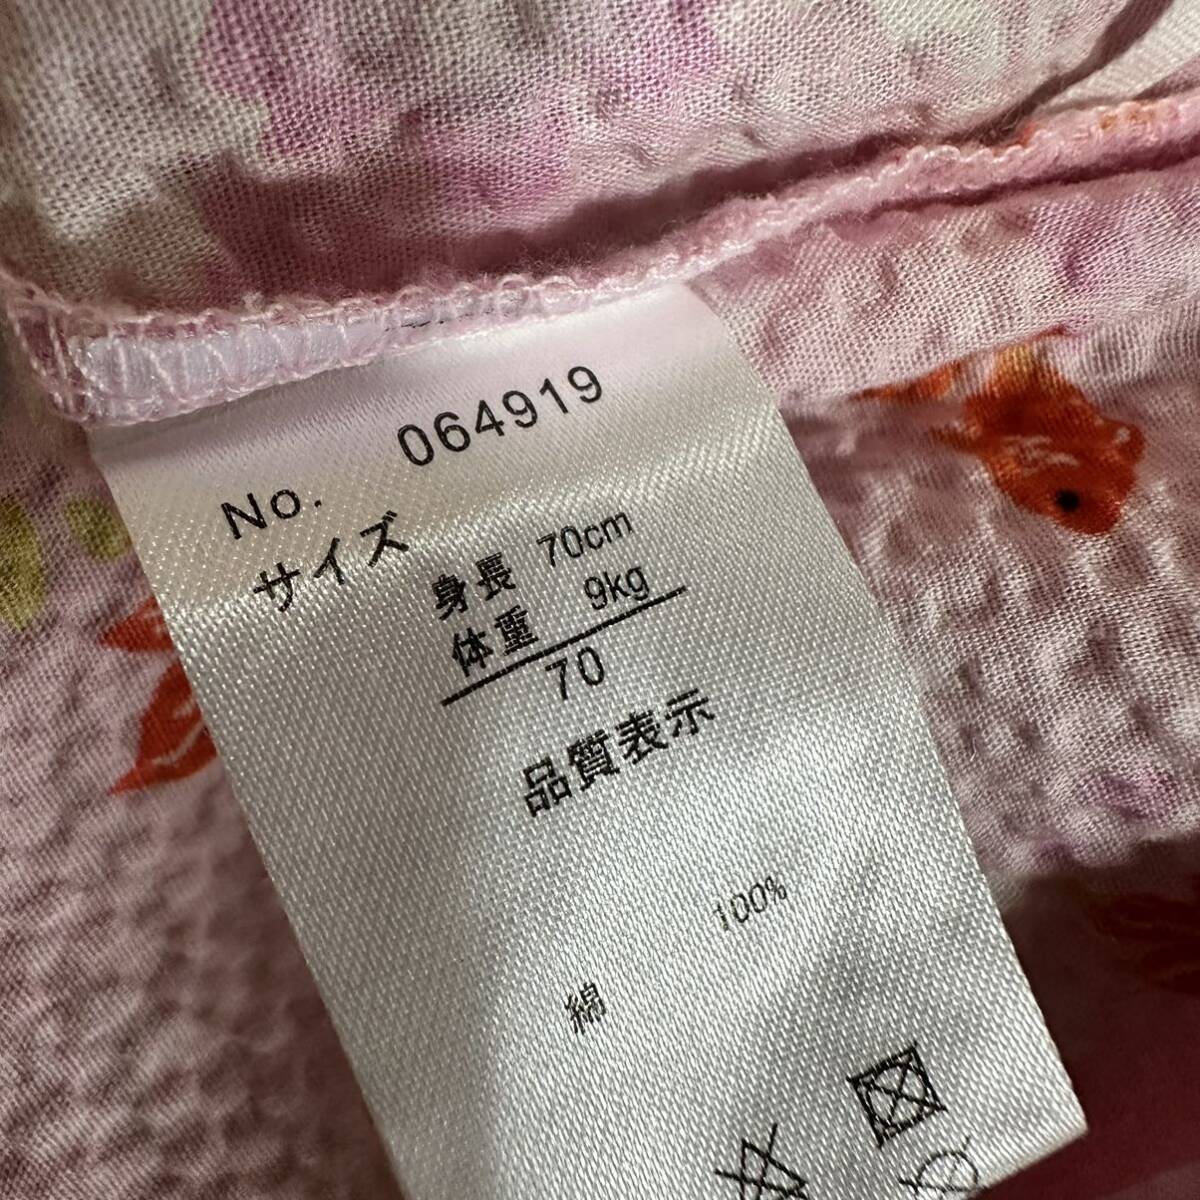 No. 064919
サイズ
身長 70cm
体重 9kg
70
品質表示
綿 100%